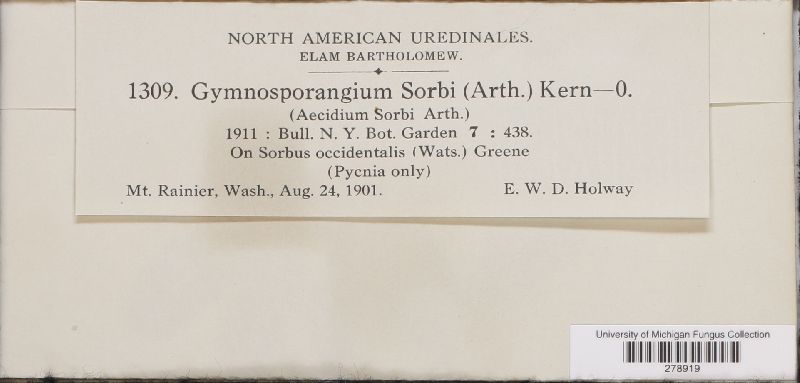 NORTH AMERICAN UREDINALES.
ELAM BARTHOLOMEW.
1309. Gymnosporangium Sorbi (Arth.) Kern—0.
(Aecidium Sorbi Arth.)
1911 : Bull. N. Y. Bot. Garden 7 : 438.
On Sorbus occidentalis (Wats.) Greene
(Pycnia only)
Mt. Rainier, Wash., Aug. 24, 1901. E. W. D. Holway
University of Michigan Fungus Collection
278919